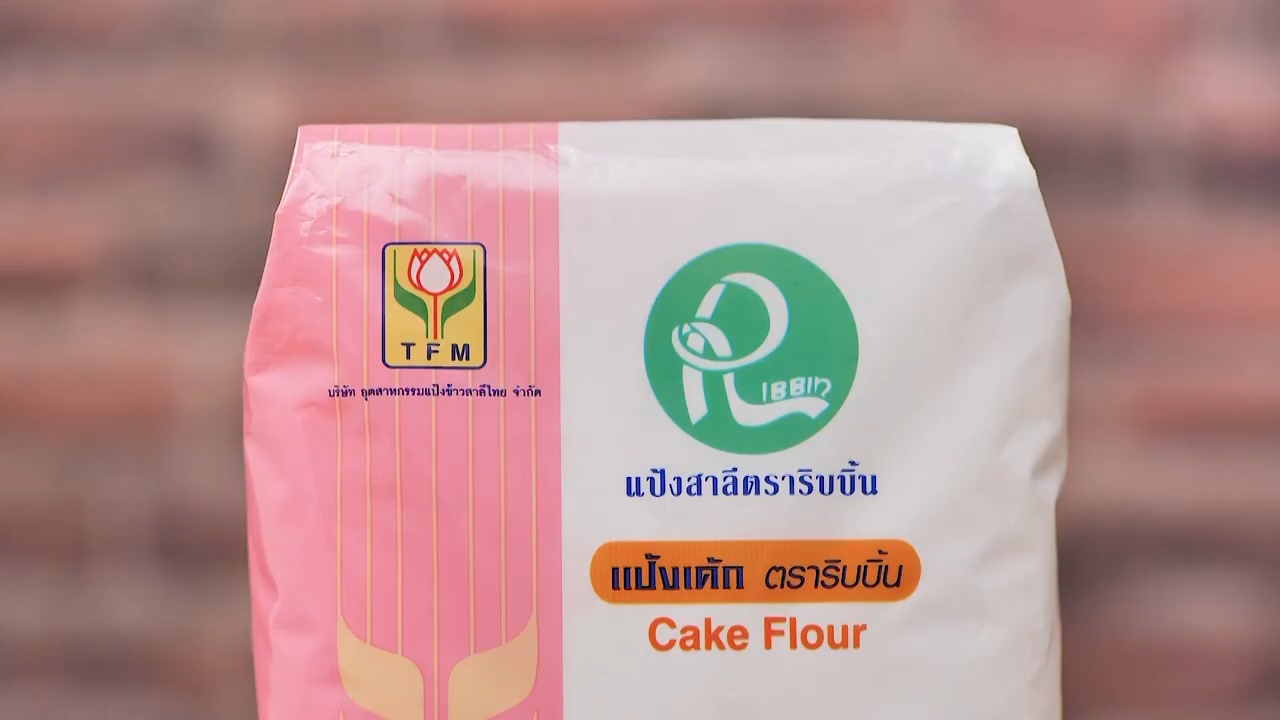 TFM
บริษัท อุตสาหกรรมแป้งข้าวสาลีไทย จำกัด
Ribbin
แป้งสาลีตราริบบิ้น
แป้งเค้ก ตราริบบิ้น
Cake Flour